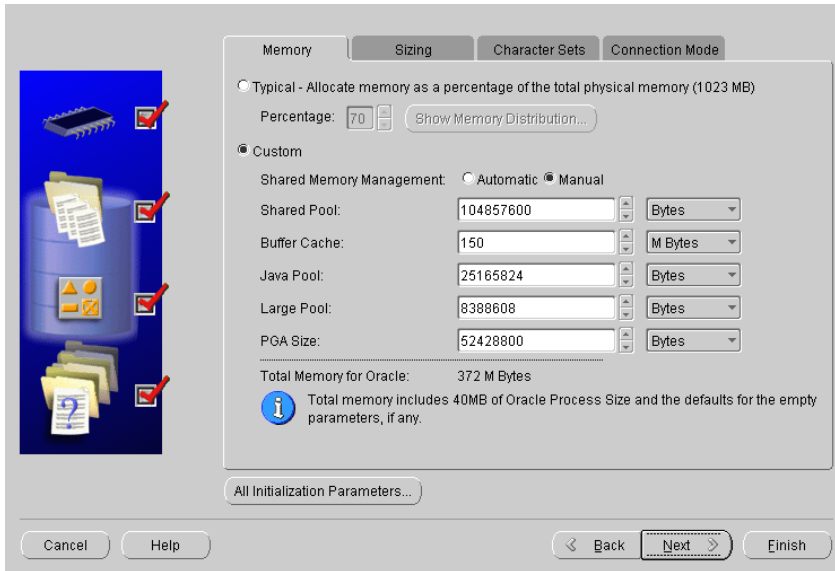 Memory Sizing Character Sets Connection Mode
Typical - Allocate memory as a percentage of the total physical memory (1023 MB)
Percentage: 70 Show Memory Distribution...
Custom
Shared Memory Management: Automatic Manual
Shared Pool: 104857600 Bytes
Buffer Cache: 150 M Bytes
Java Pool: 25165824 Bytes
Large Pool: 8388608 Bytes
PGA Size: 52428800 Bytes
Total Memory for Oracle: 372 M Bytes
Total memory includes 40MB of Oracle Process Size and the defaults for the empty
parameters, if any.
All Initialization Parameters...
Cancel Help Back Next Finish